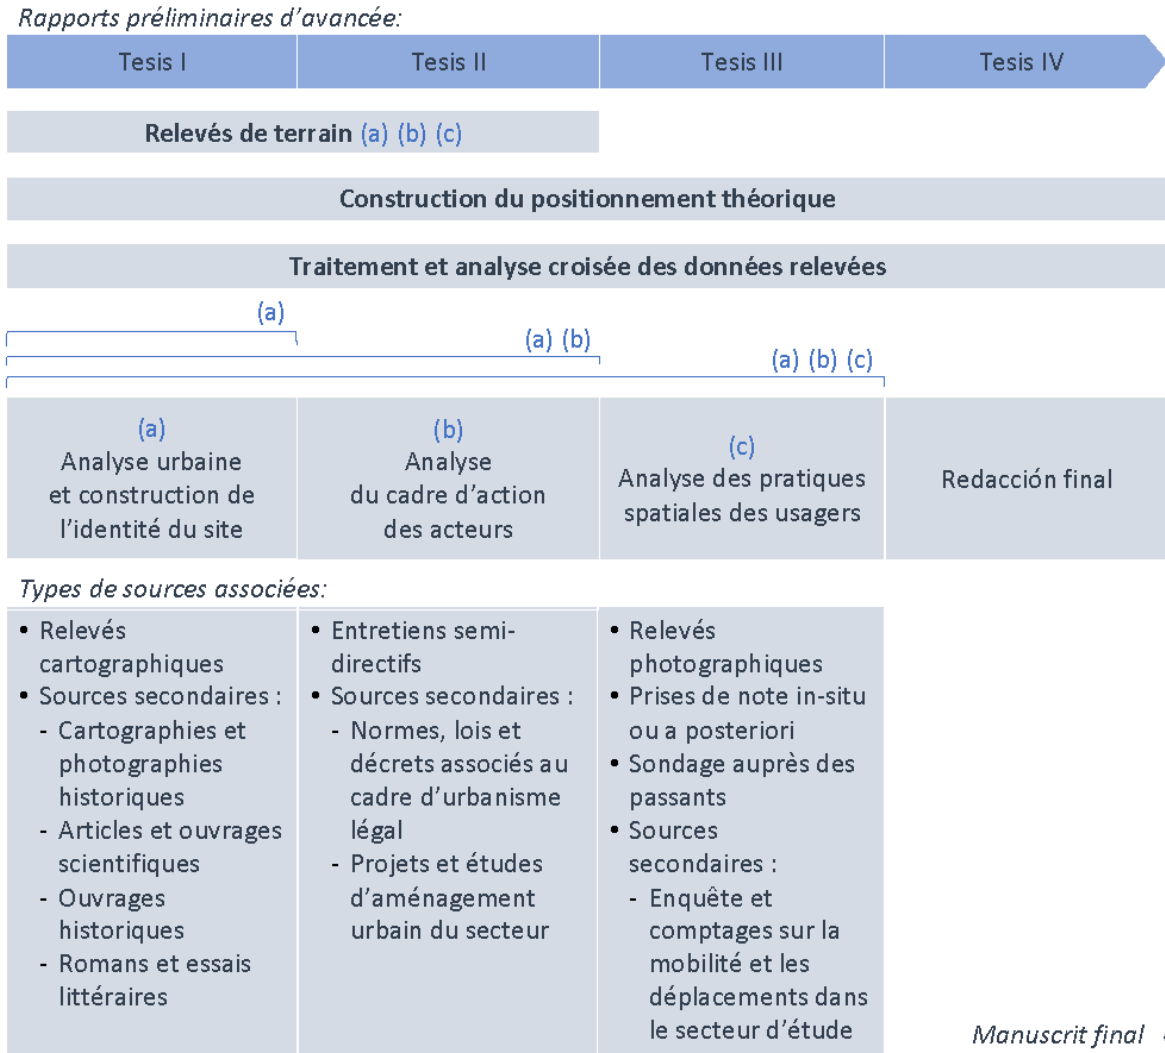 Rapports préliminaires d'avancée:
Tesis I
Tesis II
Tesis III
Tesis IV
Relevés de terrain (a) (b) (c)
Construction du positionnement théorique
Traitement et analyse croisée des données relevées
(a)
(a) (b)
(a) (b) (c)
(a)
Analyse urbaine
et construction de
l'identité du site
(b)
Analyse
du cadre d'action
des acteurs
(c)
Analyse des pratiques
spatiales des usagers
Redacción final
Types de sources associées:
• Relevés
cartographiques
• Sources secondaires :
- Cartographies et
photographies
historiques
- Articles et ouvrages
scientifiques
- Ouvrages
historiques
- Romans et essais
littéraires
• Entretiens semi-
directifs
• Sources secondaires :
- Normes, lois et
décrets associés au
cadre d'urbanisme
légal
- Projets et études
d'aménagement
urbain du secteur
• Relevés
photographiques
• Prises de note in-situ
ou a posteriori
• Sondage auprès des
passants
• Sources
secondaires :
- Enquête et
comptages sur la
mobilité et les
déplacements dans
le secteur d'étude
Manuscrit final